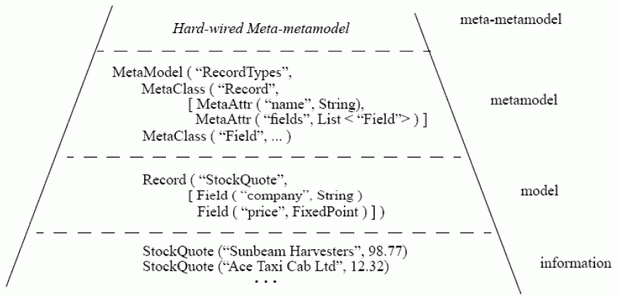 Hard-wired Meta-metamodel
meta-metamodel
MetaModel ( “RecordTypes”,
MetaClass ( “Record”,
[ MetaAttr ( “name”, String),
MetaAttr ( “fields”, List < “Field”> ) ]
MetaClass ( “Field”, ... )
metamodel
Record ( “StockQuote”,
[ Field ( “company”, String )
Field ( “price”, FixedPoint ) ] )
model
StockQuote (“Sunbeam Harvesters”, 98.77)
StockQuote (“Ace Taxi Cab Ltd”, 12.32)
• • •
information